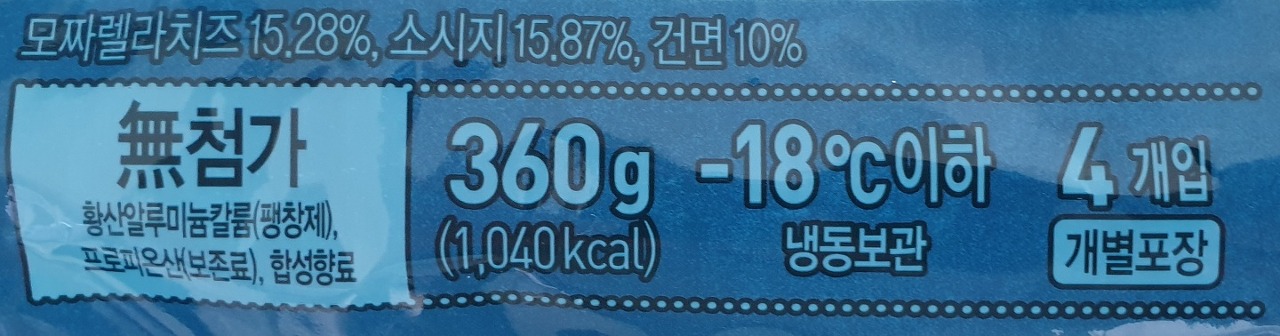 모짜렐라치즈 15.28%, 소시지 15.87%, 건면 10%
無첨가
황산알루미늄칼륨(팽창제),
프로피온산(보존료), 합성향료
360g
(1,040kcal)
-18℃이하
냉동보관
4개입
개별포장